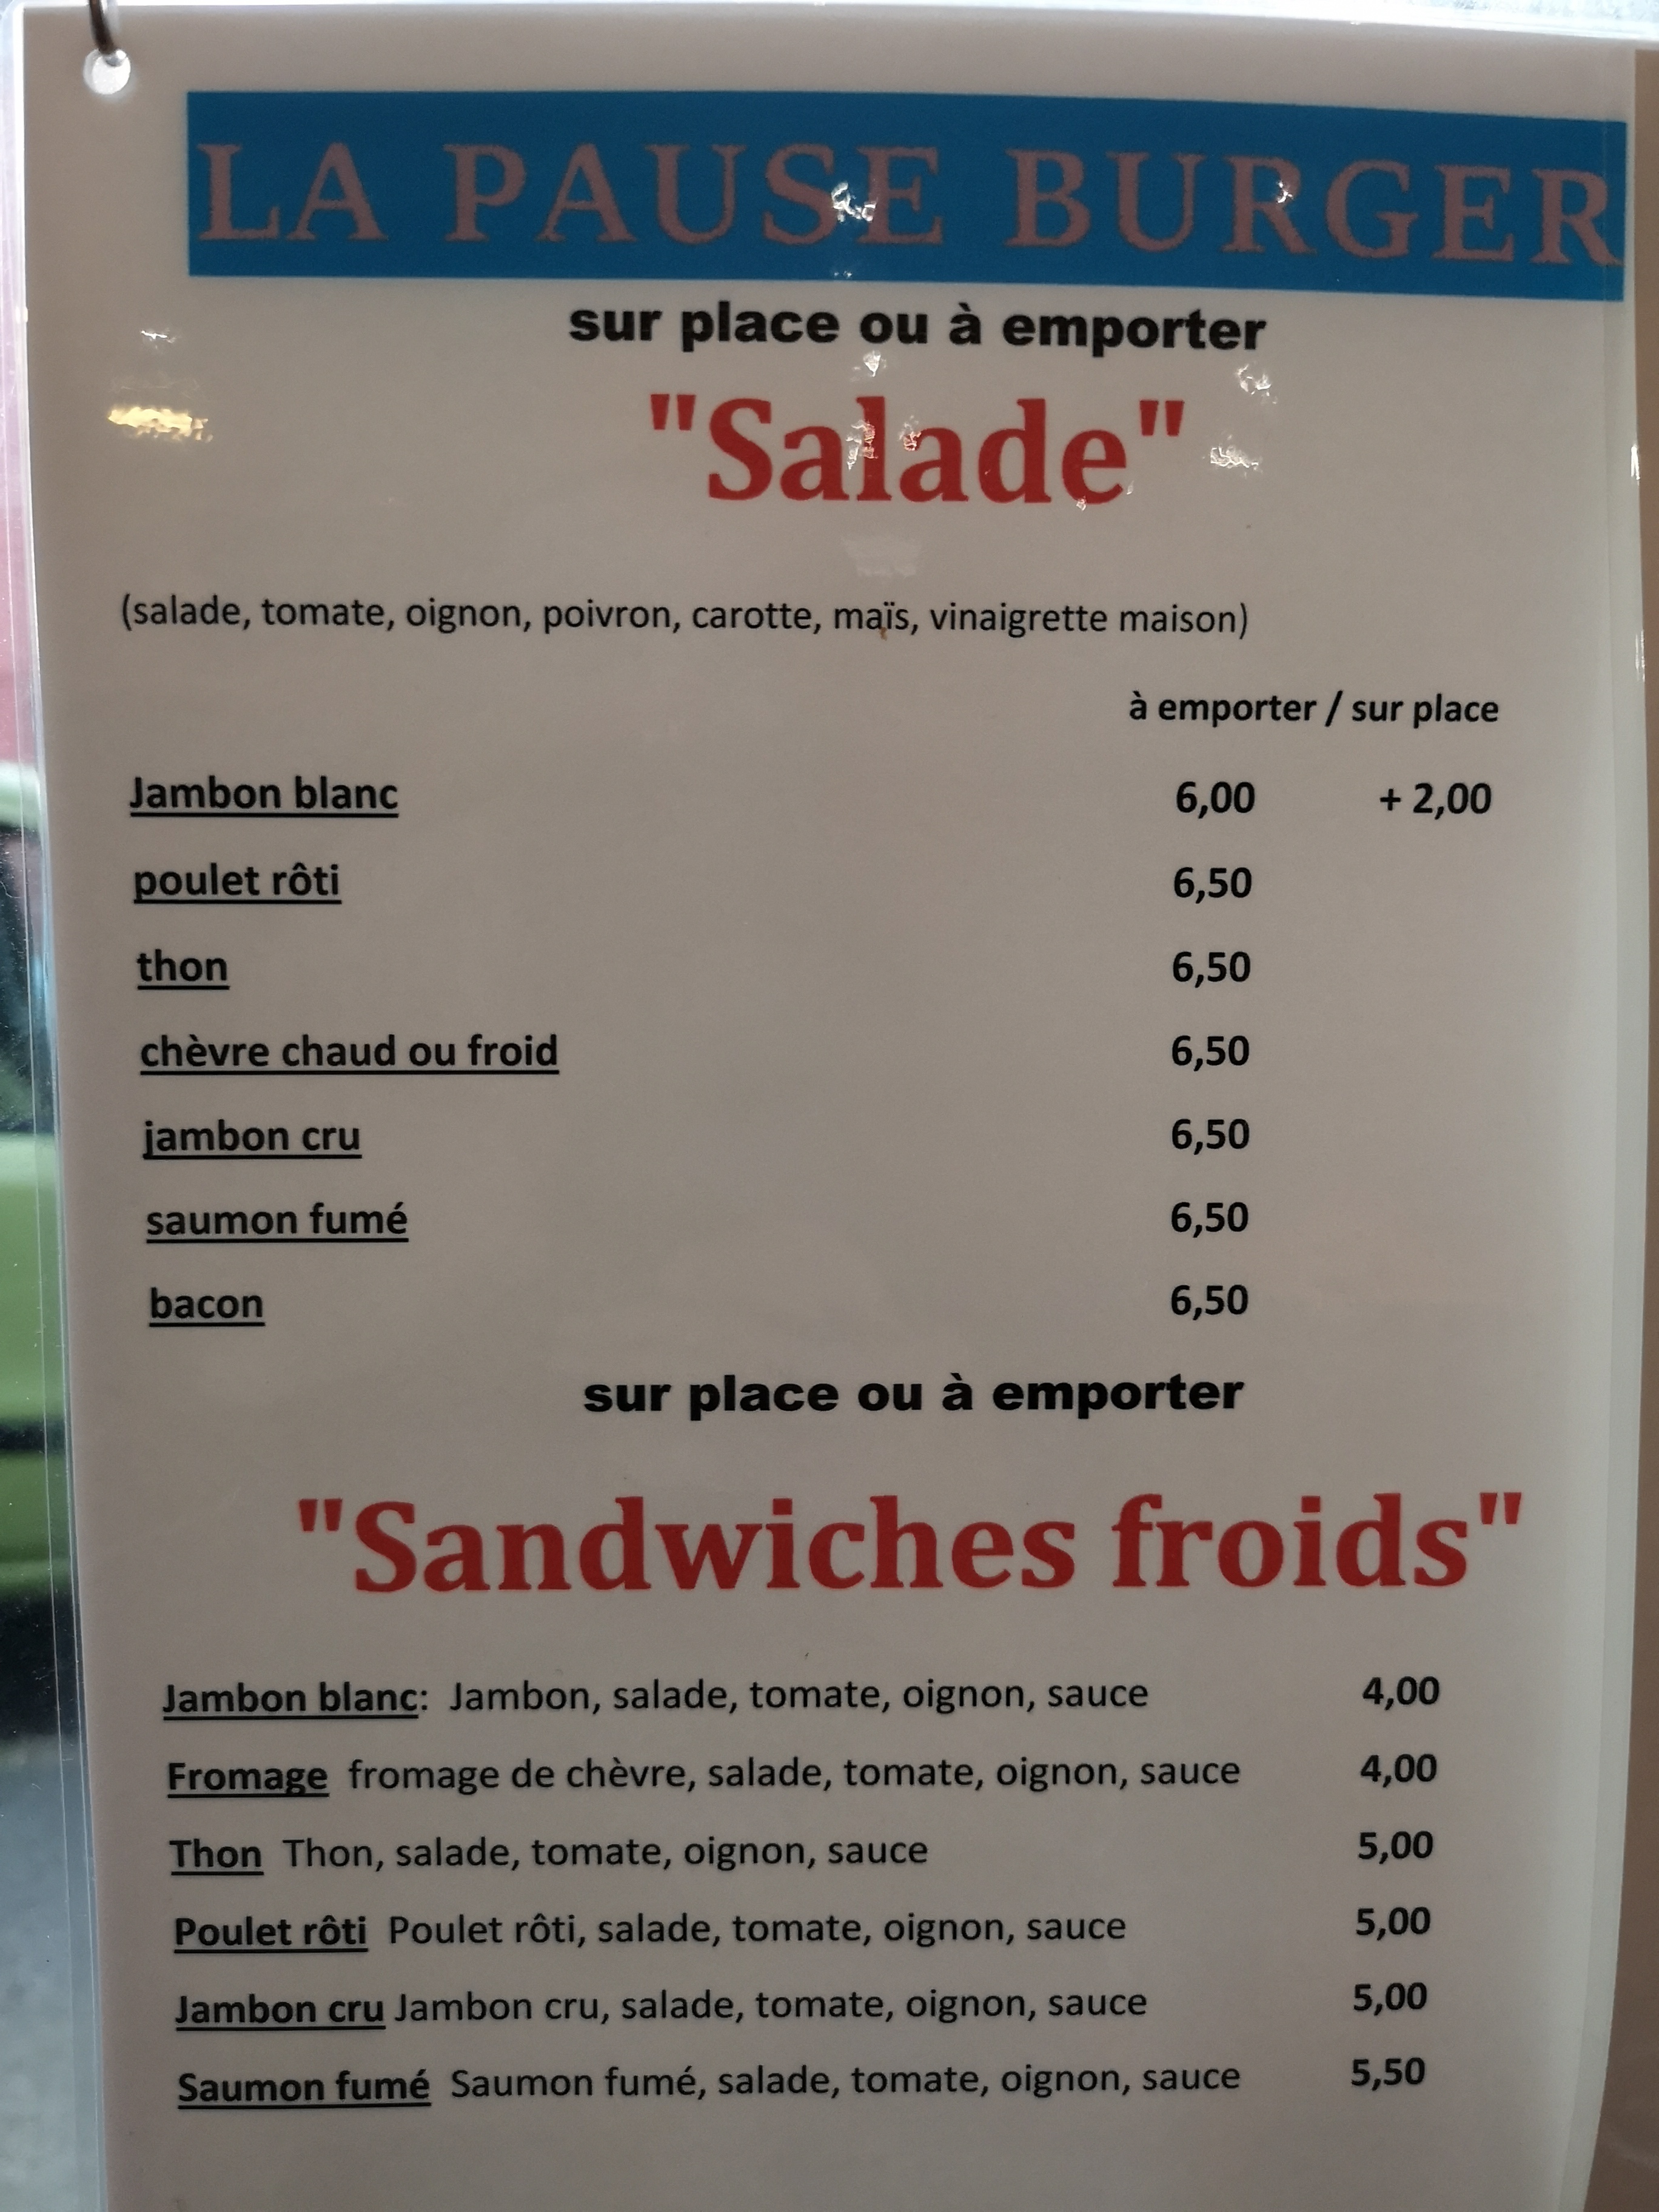 LA PAUSE BURGER
sur place ou à emporter
"Salade"
(salade, tomate, oignon, poivron, carotte, maïs, vinaigrette maison)
à emporter / sur place
Jambon blanc 6,00 + 2,00
poulet rôti 6,50
thon 6,50
chèvre chaud ou froid 6,50
jambon cru 6,50
saumon fumé 6,50
bacon 6,50
sur place ou à emporter
"Sandwiches froids"
Jambon blanc: Jambon, salade, tomate, oignon, sauce 4,00
Fromage fromage de chèvre, salade, tomate, oignon, sauce 4,00
Thon Thon, salade, tomate, oignon, sauce 5,00
Poulet rôti Poulet rôti, salade, tomate, oignon, sauce 5,00
Jambon cru Jambon cru, salade, tomate, oignon, sauce 5,00
Saumon fumé Saumon fumé, salade, tomate, oignon, sauce 5,50